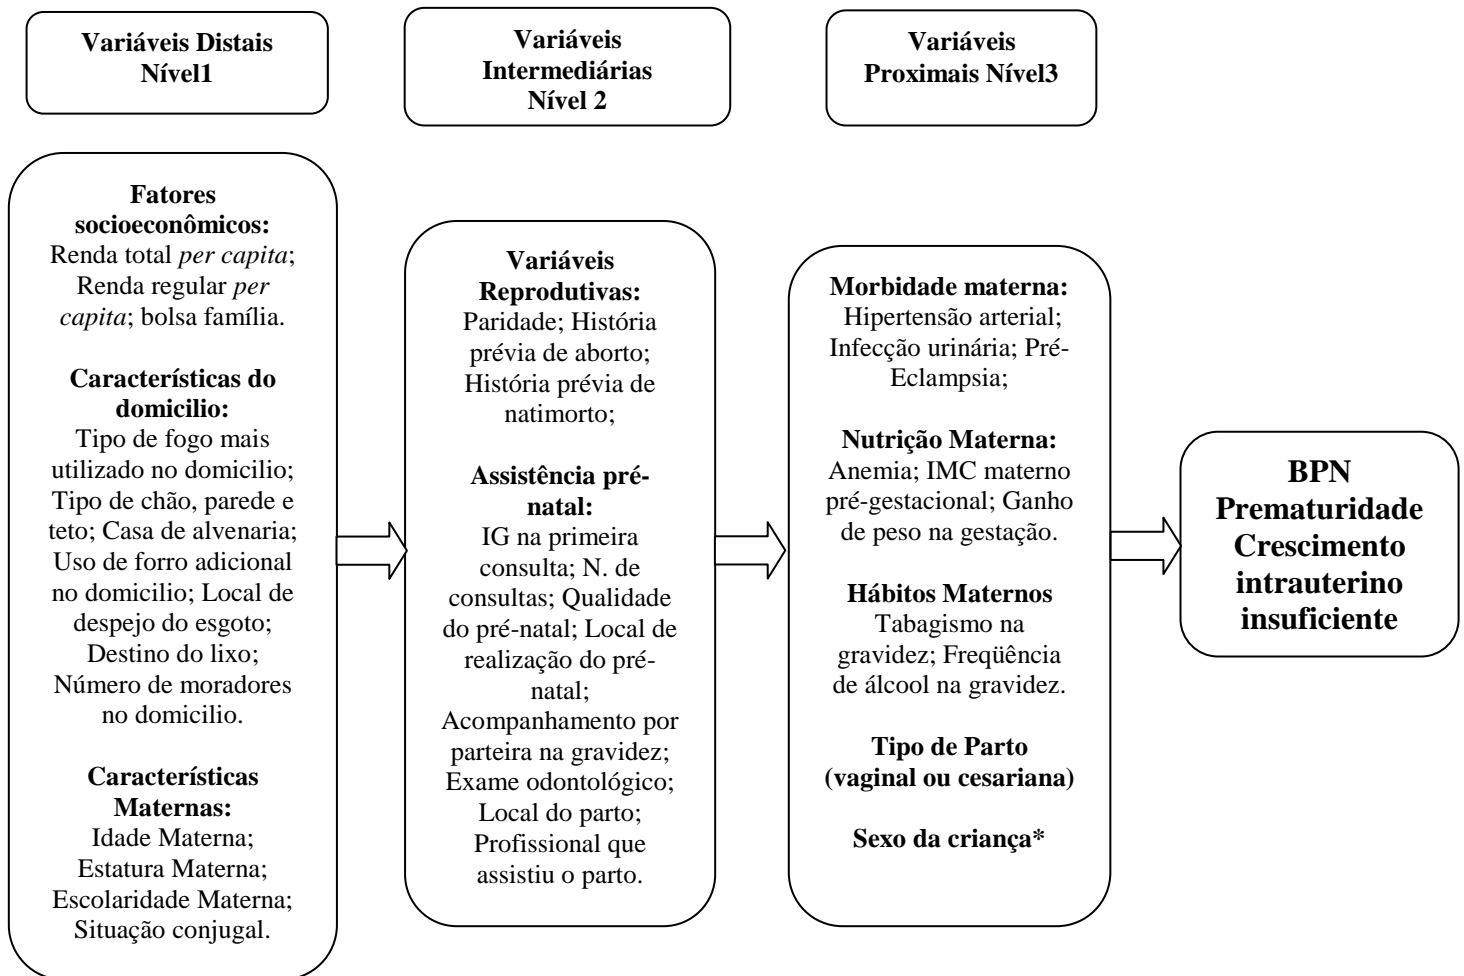 Variáveis Distais
Nível1
Variáveis
Intermediárias
Nível 2
Variáveis
Proximais Nível3
Fatores
socioeconômicos:
Renda total per capita;
Renda regular per
capita; bolsa família.
Características do
domicilio:
Tipo de fogo mais
utilizado no domicilio;
Tipo de chão, parede e
teto; Casa de alvenaria;
Uso de forro adicional
no domicilio; Local de
despejo do esgoto;
Destino do lixo;
Número de moradores
no domicilio.
Características
Maternas:
Idade Materna;
Estatura Materna;
Escolaridade Materna;
Situação conjugal.
Variáveis
Reprodutivas:
Paridade; História
prévia de aborto;
História prévia de
natimorto;
Assistência pré-
natal:
IG na primeira
consulta; N. de
consultas; Qualidade
do pré-natal; Local de
realização do pré-
natal;
Acompanhamento por
parteira na gravidez;
Exame odontológico;
Local do parto;
Profissional que
assistiu o parto.
Morbidade materna:
Hipertensão arterial;
Infecção urinária; Pré-
Eclampsia;
Nutrição Materna:
Anemia; IMC materno
pré-gestacional; Ganho
de peso na gestação.
Hábitos Maternos
Tabagismo na
gravidez; Freqüência
de álcool na gravidez.
Tipo de Parto
(vaginal ou cesariana)
Sexo da criança*
BPN
Prematuridade
Crescimento
intrauterino
insuficiente